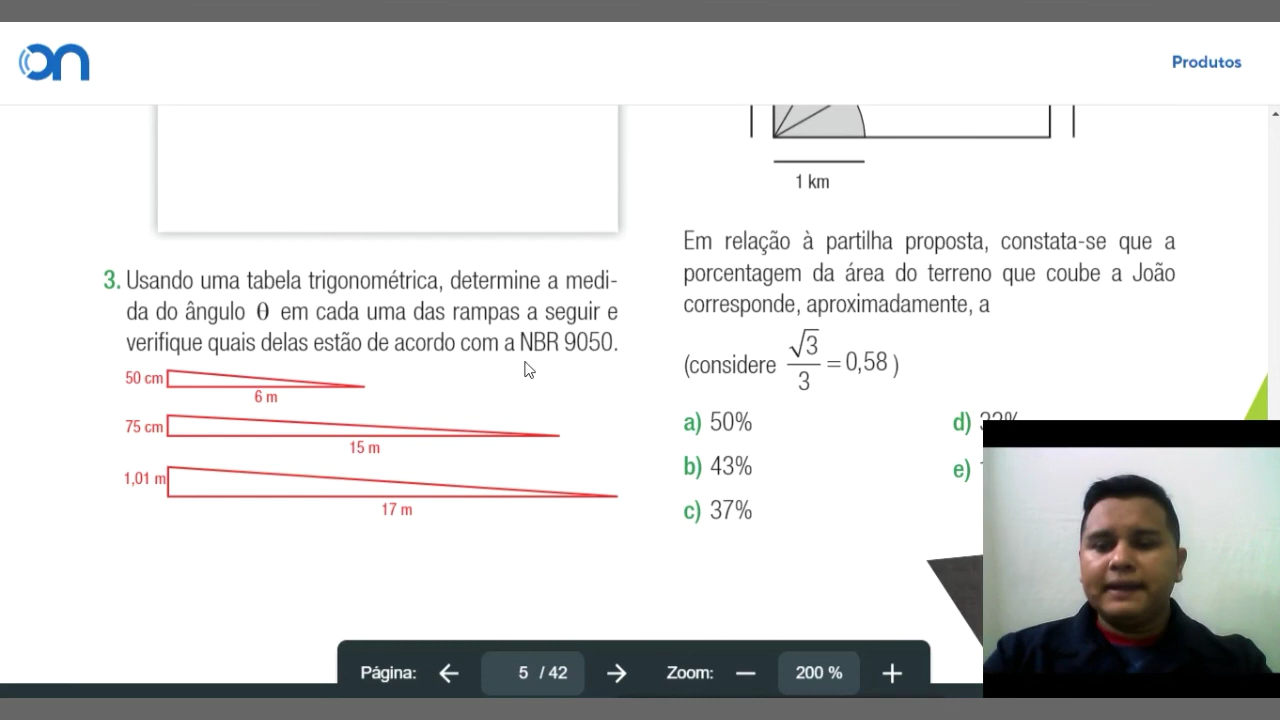 on
Produtos
3. Usando uma tabela trigonométrica, determine a medi-
da do ângulo θ em cada uma das rampas a seguir e
verifique quais delas estão de acordo com a NBR 9050.
50 cm
6 m
75 cm
15 m
1,01 m
17 m
1 km
Em relação à partilha proposta, constata-se que a
porcentagem da área do terreno que coube a João
corresponde, aproximadamente, a
(considere √3/3 = 0,58)
a) 50%
b) 43%
c) 37%
d)
e)
Página: 5 / 42 Zoom: 200 %